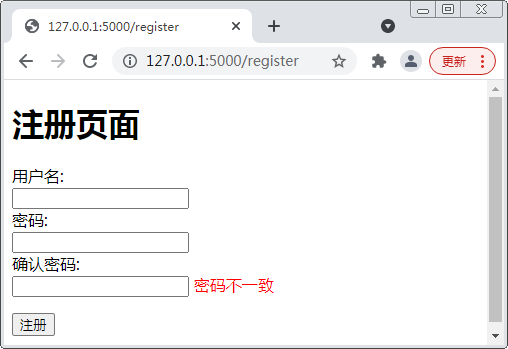 127.0.0.1:5000/register
127.0.0.1:5000/register
更新
注册页面
用户名:
密码:
确认密码:
密码不一致
注册